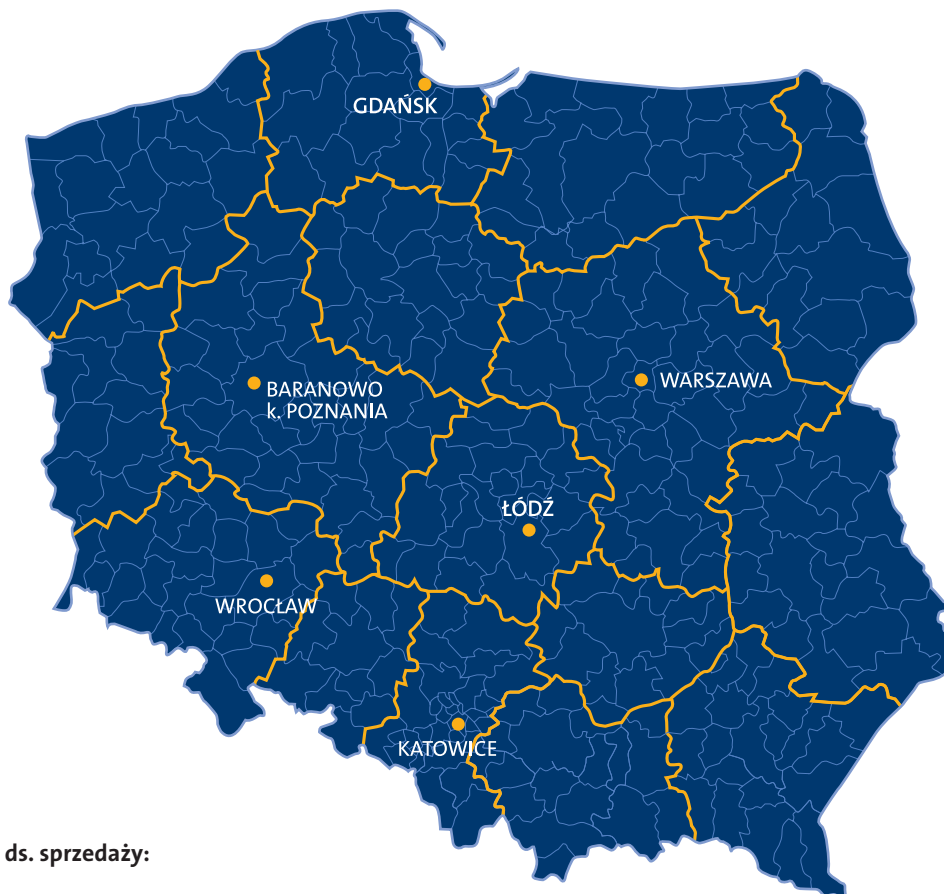 GDAŃSK
BARANOWO
k. POZNANIA
WARSZAWA
ŁÓDŹ
WROCŁAW
KATOWICE
ds. sprzedaży: